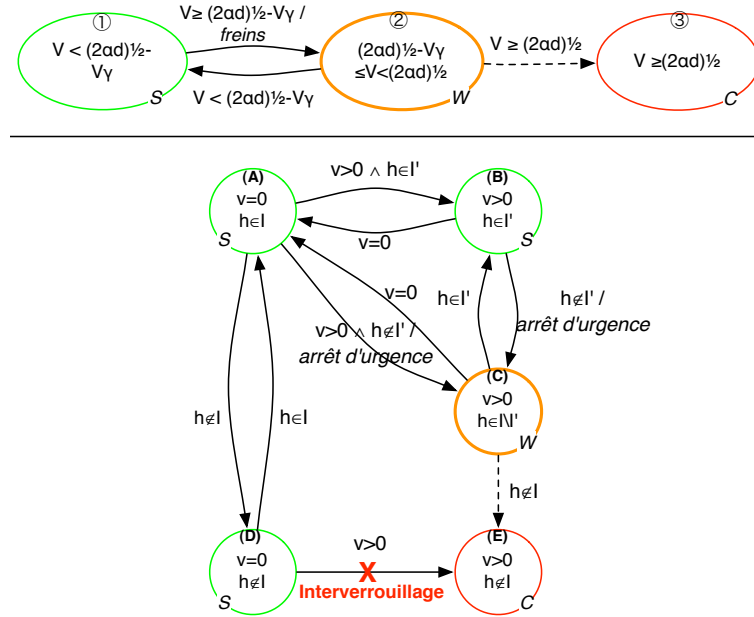 ①
V < (2ad)½-
Vγ
S
V≥ (2ad)½-Vγ /
freins
V < (2ad)½-Vγ
②
(2ad)½-Vγ
≤V<(2ad)½
W
V ≥ (2ad)½
③
V ≥(2ad)½
C
(A)
v=0
h∈I
S
v>0 ∧ h∈I'
v=0
(B)
v>0
h∈I'
S
v=0
h∈I'
h∉I' /
arrêt d'urgence
v>0 ∧ h∉I' /
arrêt d'urgence
(C)
v>0
h∈I\I'
W
h∉I
h∈I
h∉I
(D)
v=0
h∉I
S
v>0
X
Interverrouillage
(E)
v>0
h∉I
C